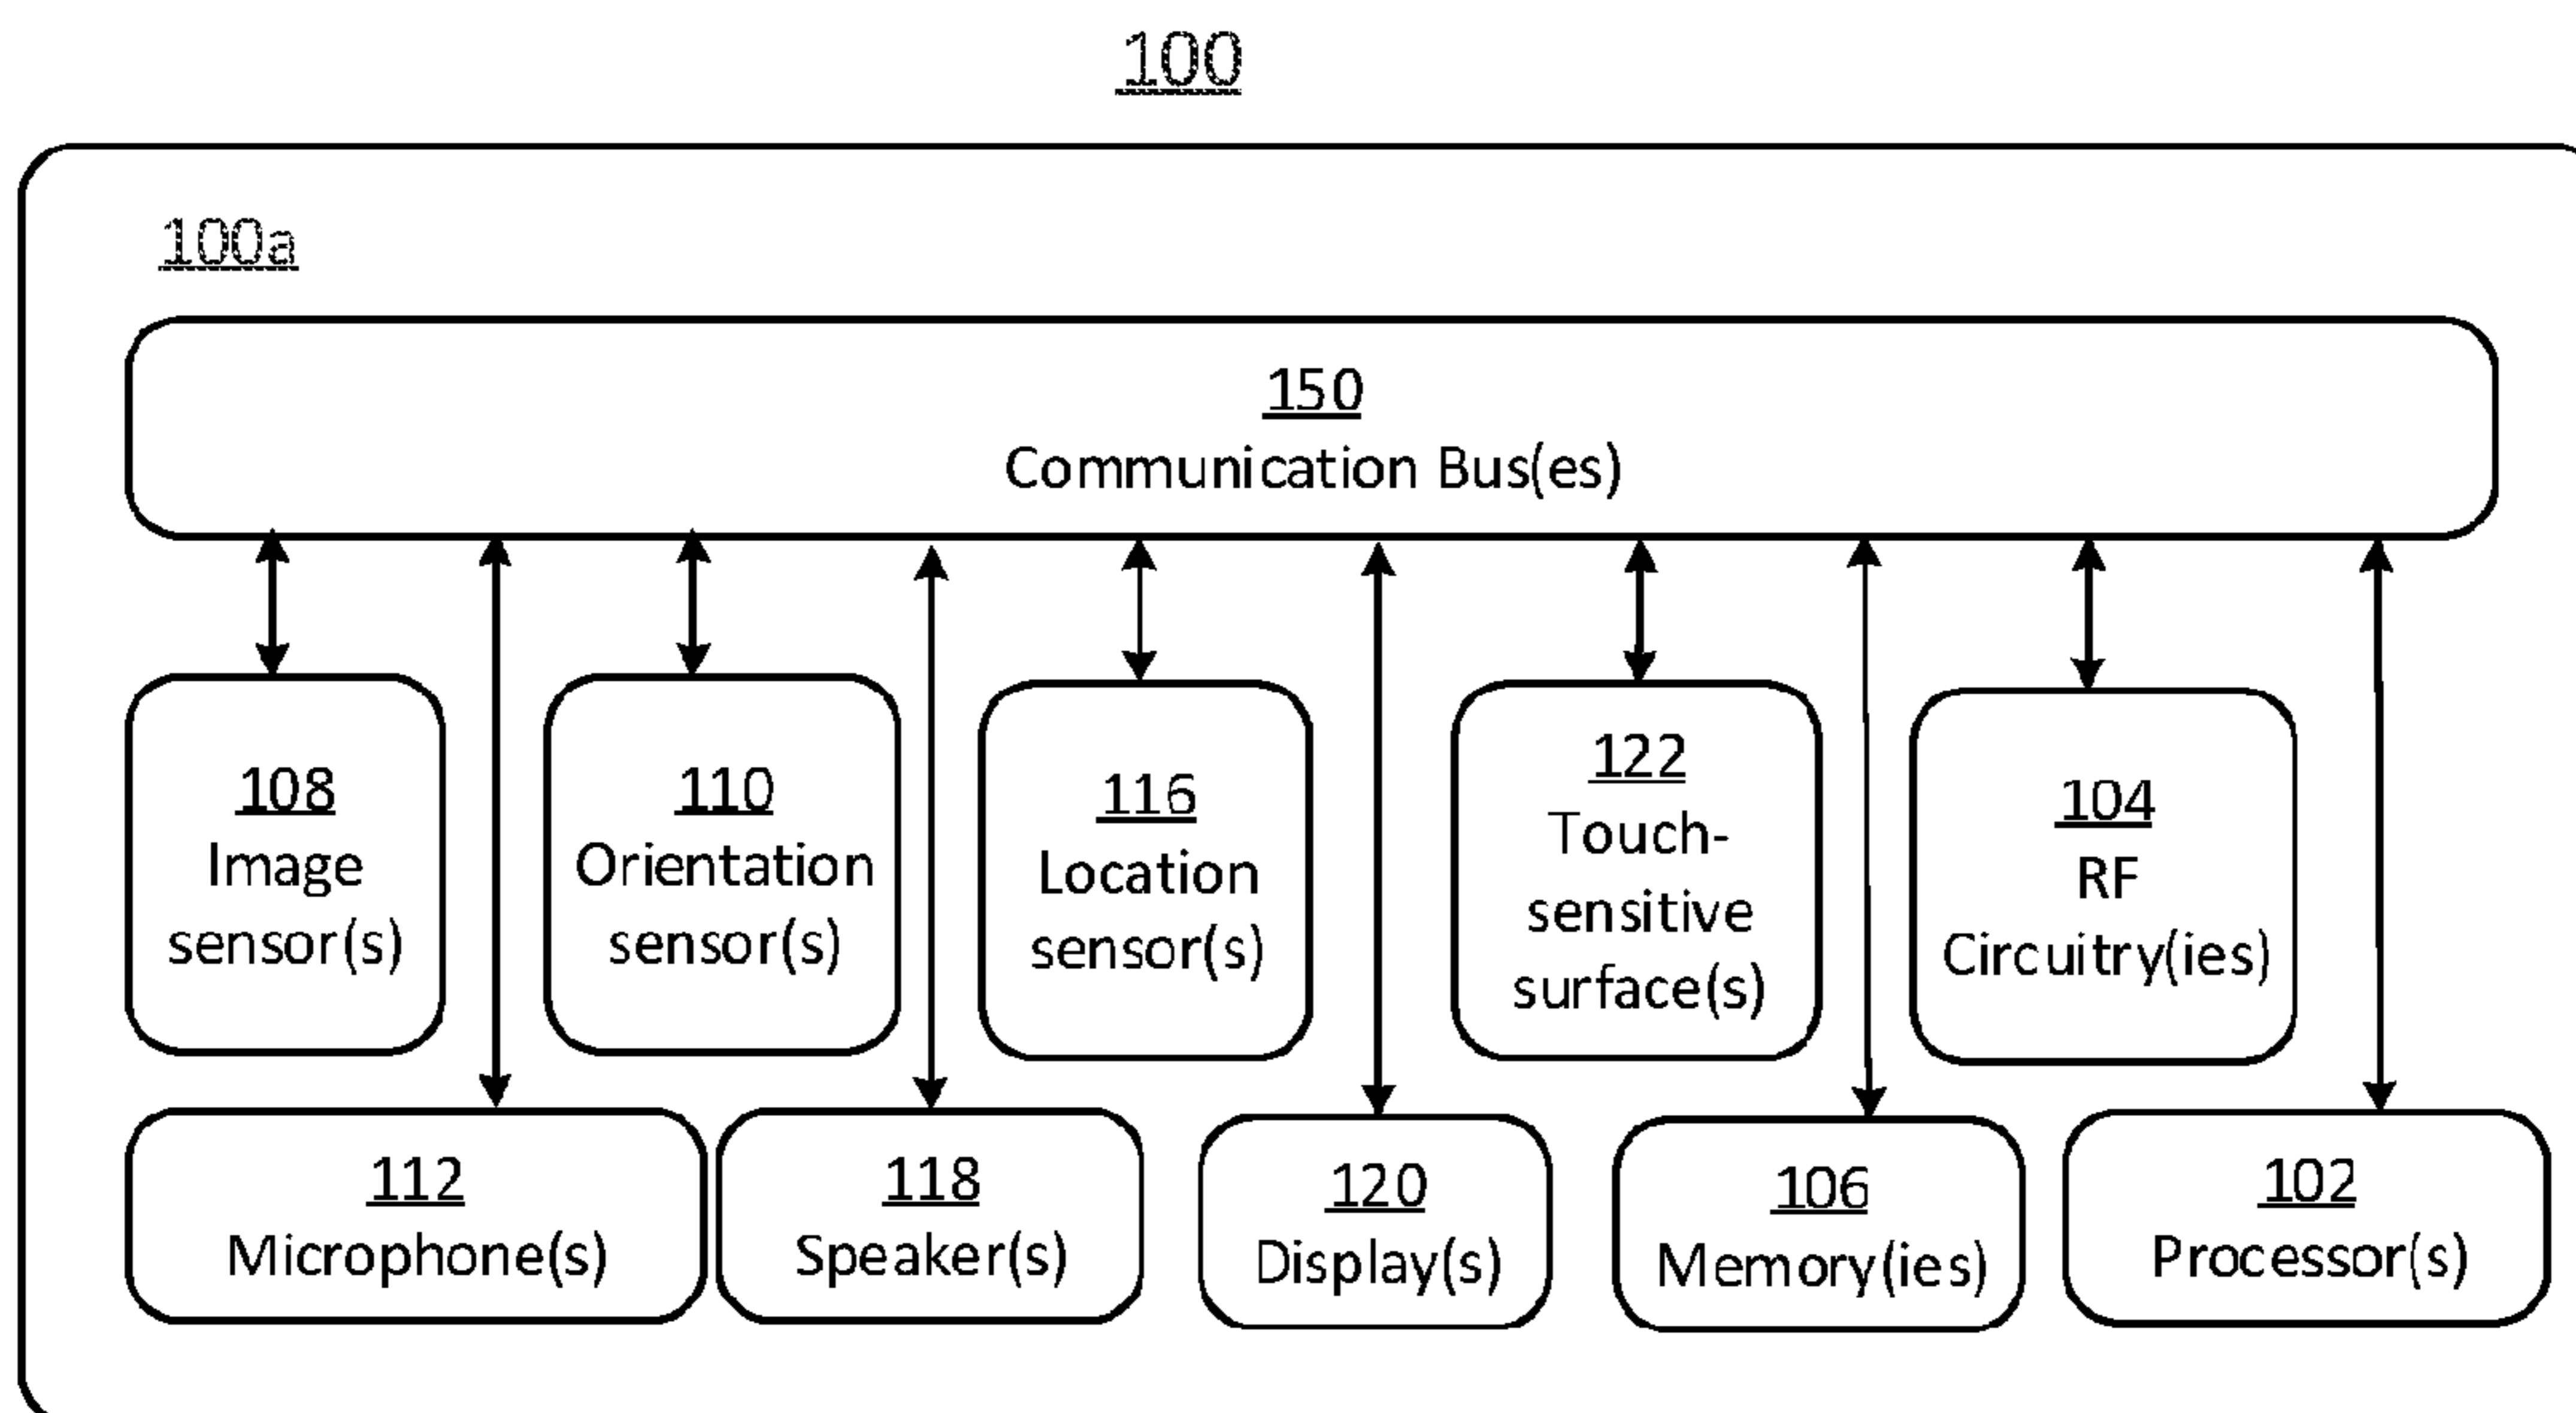 100
100a
150
Communication Bus(es)
108
Image
sensor(s)
110
Orientation
sensor(s)
116
Location
sensor(s)
122
Touch-
sensitive
surface(s)
104
RF
Circuitry(ies)
112
Microphone(s)
118
Speaker(s)
120
Display(s)
106
Memory(ies)
102
Processor(s)